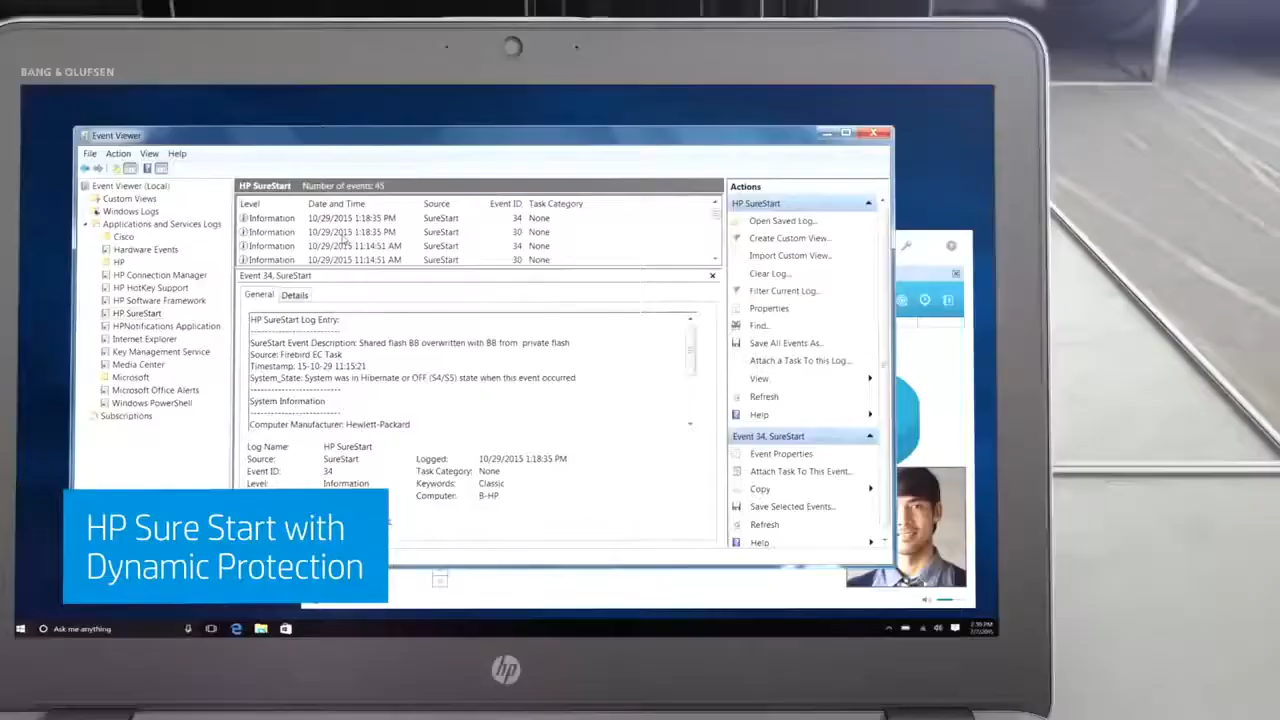 BANG & OLUFSEN
Event Viewer
File Action View Help
Event Viewer (Local)
Custom Views
Windows Logs
Applications and Services Logs
Cisco
Hardware Events
HP
HP Connection Manager
HP HotKey Support
HP Software Framework
HP SureStart
HPNotifications Application
Internet Explorer
Key Management Service
Media Center
Microsoft
Microsoft Office Alerts
Windows PowerShell
Subscriptions
HP SureStart Number of events: 45
Level Date and Time Source Event ID Task Category
Information 10/29/2015 1:18:35 PM SureStart 34 None
Information 10/29/2015 1:18:35 PM SureStart 30 None
Information 10/29/2015 11:14:51 AM SureStart 34 None
Information 10/29/2015 11:14:51 AM SureStart 30 None
Event 34, SureStart
General Details
HP SureStart Log Entry:
------------------------
SureStart Event Description: Shared flash BB overwritten with BB from private flash
Source: Firebird EC Task
Timestamp: 15-10-29 11:15:21
System_State: System was in Hibernate or OFF (S4/S5) state when this event occurred
------------------------
System Information
------------------------
Computer Manufacturer: Hewlett-Packard
Log Name: HP SureStart
Source: SureStart Logged: 10/29/2015 1:18:35 PM
Event ID: 34 Task Category: None
Level: Information Keywords: Classic
Computer: B-HP
Actions
HP SureStart
Open Saved Log...
Create Custom View...
Import Custom View...
Clear Log...
Filter Current Log...
Properties
Find...
Save All Events As...
Attach a Task To this Log...
View
Refresh
Help
Event 34, SureStart
Event Properties
Attach Task To This Event...
Copy
Save Selected Events...
Refresh
Help
HP Sure Start with
Dynamic Protection
Ask me anything
2:30 PM
hp